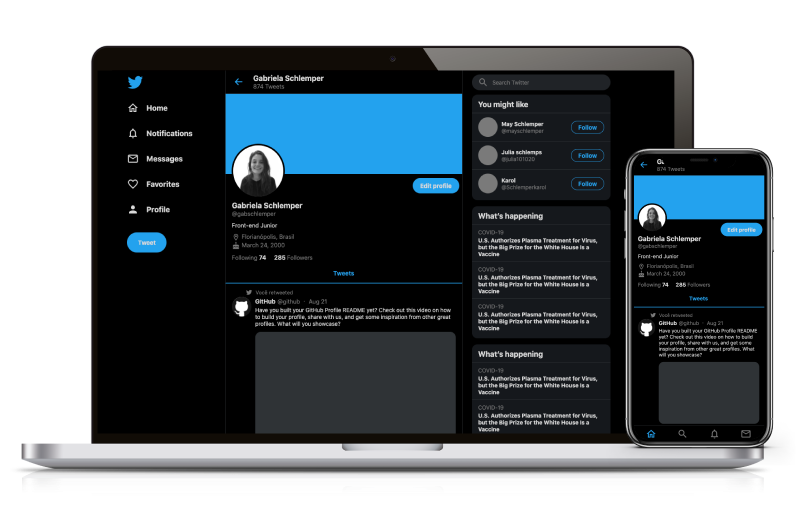 Home
Notifications
Messages
Favorites
Profile
Tweet
Gabriela Schlemper
874 Tweets
Edit profile
Gabriela Schlemper
@gabschlemper
Front-end Junior
Florianópolis, Brasil
March 24, 2000
Following 74 285 Followers
Tweets
Você retweeted
GitHub @github · Aug 21
Have you built your GitHub Profile README yet? Check out this video on how
to build your profile, share with us, and get some inspiration from other great
profiles. What will you showcase?
Search Twitter
You might like
May Schlemper
@mayschlemper
Follow
Julia schlemps
@julia101020
Follow
Karol
@Schlemperkarol
Follow
What's happening
COVID-19
U.S. Authorizes Plasma Treatment for Virus,
but the Big Prize for the White House is a
Vaccine
COVID-19
U.S. Authorizes Plasma Treatment for Virus,
but the Big Prize for the White House is a
Vaccine
COVID-19
U.S. Authorizes Plasma Treatment for Virus,
but the Big Prize for the White House is a
Vaccine
What's happening
COVID-19
U.S. Authorizes Plasma Treatment for Virus,
but the Big Prize for the White House is a
Vaccine
COVID-19
U.S. Authorizes Plasma Treatment for Virus,
but the Big Prize for the White House is a
Vaccine
874 Tweets
Edit profile
Gabriela Schlemper
@gabschlemper
Front-end Junior
Florianópolis, Brasil
March 24, 2000
Following 74 285 Followers
Tweets
Você retweeted
GitHub @github · Aug 21
Have you built your GitHub Profile README
yet? Check out this video on how to build your
profile, share with us, and get some
inspiration from other great profiles. What
will you showcase?